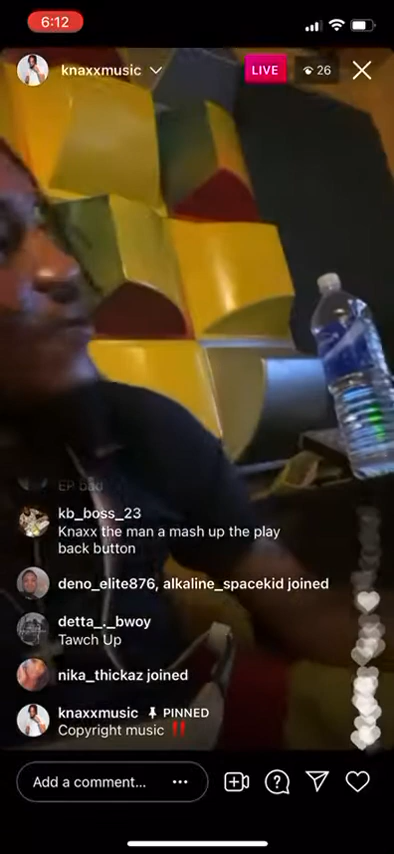 6:12
knaxxmusic
LIVE
26
kb_boss_23
Knaxx the man a mash up the play
back button
deno_elite876, alkaline_spacekid joined
detta_._bwoy
Tawch Up
nika_thickaz joined
knaxxmusic PINNED
Copyright music ‼️
Add a comment...